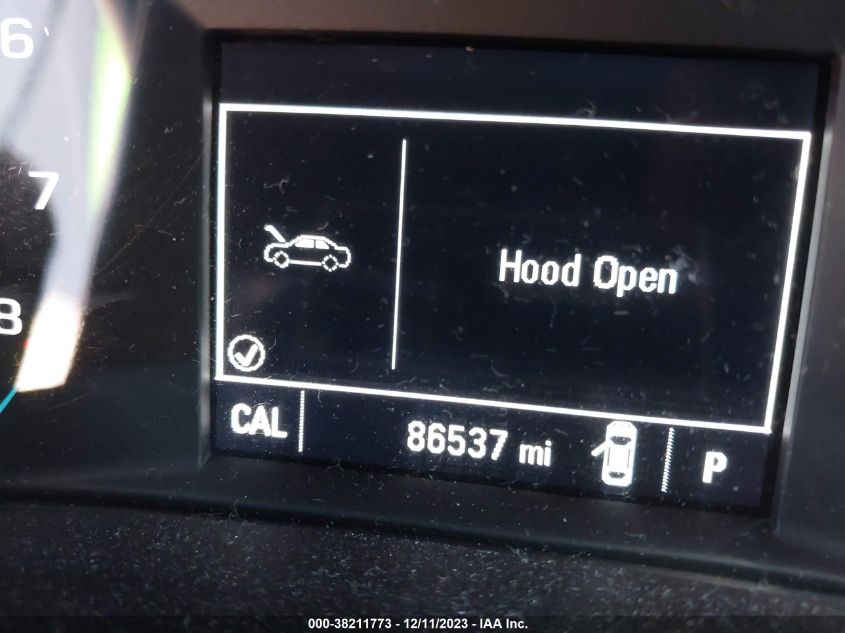 6
7
8
Hood Open
CAL
86537 mi
P
000-38211773 - 12/11/2023 - IAA Inc.